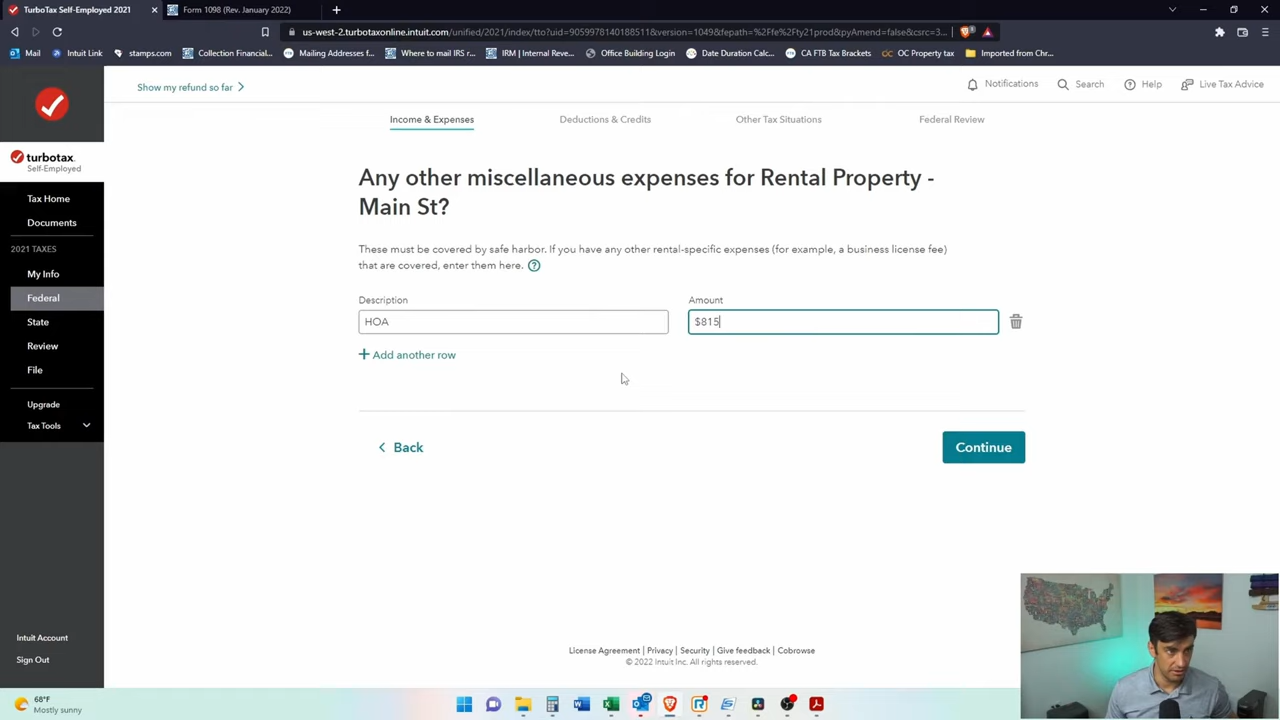 TurboTax Self-Employed 2021
Form 1098 (Rev. January 2022)
us-west-2.turbotaxonline.intuit.com/unified/2021/index/tto?uid=9059978140188511&version=1049&fepath=%2Ffe%2Fty21prod&pyAmend=false&csrc=3...
Mail
Intuit Link
stamps.com
Collection Financial...
Mailing Addresses f...
Where to mail IRS r...
IRM | Internal Reve...
Office Building Login
Date Duration Calc...
CA FTB Tax Brackets
OC Property tax
Imported from Chr...
Show my refund so far
Notifications
Search
Help
Live Tax Advice
Income & Expenses
Deductions & Credits
Other Tax Situations
Federal Review
turbotax
Self-Employed
Tax Home
Documents
2021 TAXES
My Info
Federal
State
Review
File
Upgrade
Tax Tools
Intuit Account
Sign Out
Any other miscellaneous expenses for Rental Property -
Main St?
These must be covered by safe harbor. If you have any other rental-specific expenses (for example, a business license fee)
that are covered, enter them here.
Description
Amount
HOA
$815
+ Add another row
Back
Continue
License Agreement | Privacy | Security | Give feedback | Cobrowse
© 2022 Intuit Inc. All rights reserved.
68°F
Mostly sunny